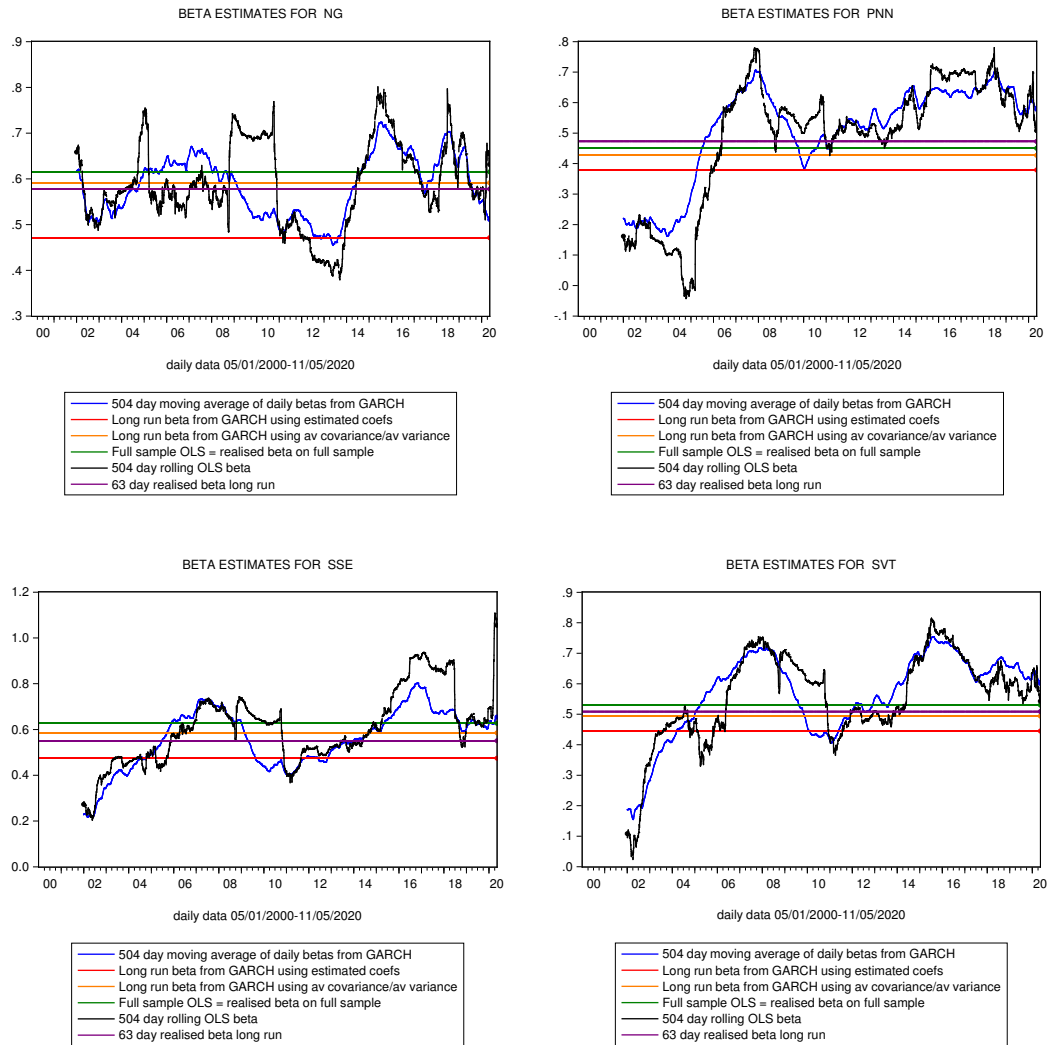 BETA ESTIMATES FOR NG
.9
.8
.7
.6
.5
.4
.3
00 02 04 06 08 10 12 14 16 18 20
daily data 05/01/2000-11/05/2020
504 day moving average of daily betas from GARCH
Long run beta from GARCH using estimated coefs
Long run beta from GARCH using av covariance/av variance
Full sample OLS = realised beta on full sample
504 day rolling OLS beta
63 day realised beta long run
BETA ESTIMATES FOR PNN
.8
.7
.6
.5
.4
.3
.2
.1
.0
-.1
00 02 04 06 08 10 12 14 16 18 20
daily data 05/01/2000-11/05/2020
504 day moving average of daily betas from GARCH
Long run beta from GARCH using estimated coefs
Long run beta from GARCH using av covariance/av variance
Full sample OLS = realised beta on full sample
504 day rolling OLS beta
63 day realised beta long run
BETA ESTIMATES FOR SSE
1.2
1.0
0.8
0.6
0.4
0.2
0.0
00 02 04 06 08 10 12 14 16 18 20
daily data 05/01/2000-11/05/2020
504 day moving average of daily betas from GARCH
Long run beta from GARCH using estimated coefs
Long run beta from GARCH using av covariance/av variance
Full sample OLS = realised beta on full sample
504 day rolling OLS beta
63 day realised beta long run
BETA ESTIMATES FOR SVT
.9
.8
.7
.6
.5
.4
.3
.2
.1
.0
00 02 04 06 08 10 12 14 16 18 20
daily data 05/01/2000-11/05/2020
504 day moving average of daily betas from GARCH
Long run beta from GARCH using estimated coefs
Long run beta from GARCH using av covariance/av variance
Full sample OLS = realised beta on full sample
504 day rolling OLS beta
63 day realised beta long run